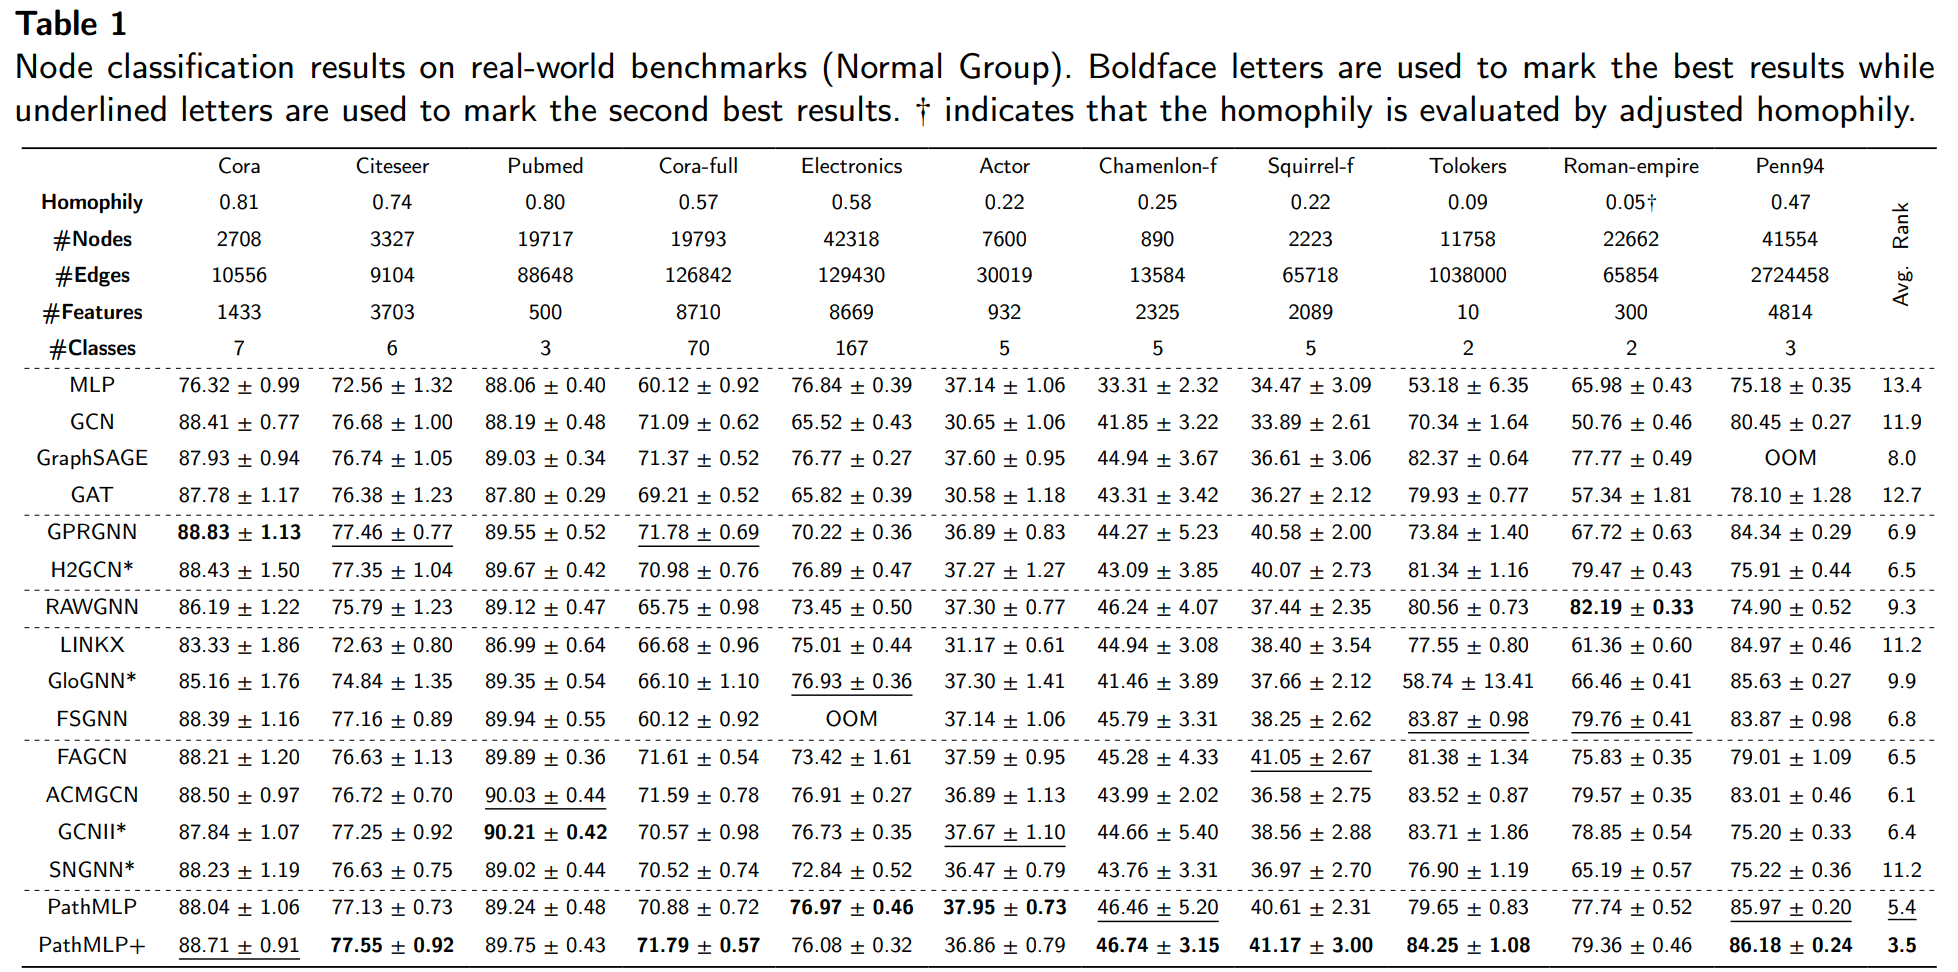 Table 1
Node classification results on real-world benchmarks (Normal Group). Boldface letters are used to mark the best results while
underlined letters are used to mark the second best results. † indicates that the homophily is evaluated by adjusted homophily.
Cora Citeseer Pubmed Cora-full Electronics Actor Chamenlon-f Squirrel-f Tolokers Roman-empire Penn94 Avg. Rank
Homophily 0.81 0.74 0.80 0.57 0.58 0.22 0.25 0.22 0.09 0.05† 0.47
#Nodes 2708 3327 19717 19793 42318 7600 890 2223 11758 22662 41554
#Edges 10556 9104 88648 126842 129430 30019 13584 65718 1038000 65854 2724458
#Features 1433 3703 500 8710 8669 932 2325 2089 10 300 4814
#Classes 7 6 3 70 167 5 5 5 2 2 3
MLP 76.32 ± 0.99 72.56 ± 1.32 88.06 ± 0.40 60.12 ± 0.92 76.84 ± 0.39 37.14 ± 1.06 33.31 ± 2.32 34.47 ± 3.09 53.18 ± 6.35 65.98 ± 0.43 75.18 ± 0.35 13.4
GCN 88.41 ± 0.77 76.68 ± 1.00 88.19 ± 0.48 71.09 ± 0.62 65.52 ± 0.43 30.65 ± 1.06 41.85 ± 3.22 33.89 ± 2.61 70.34 ± 1.64 50.76 ± 0.46 80.45 ± 0.27 11.9
GraphSAGE 87.93 ± 0.94 76.74 ± 1.05 89.03 ± 0.34 71.37 ± 0.52 76.77 ± 0.27 37.60 ± 0.95 44.94 ± 3.67 36.61 ± 3.06 82.37 ± 0.64 77.77 ± 0.49 OOM 8.0
GAT 87.78 ± 1.17 76.38 ± 1.23 87.80 ± 0.29 69.21 ± 0.52 65.82 ± 0.39 30.58 ± 1.18 43.31 ± 3.42 36.27 ± 2.12 79.93 ± 0.77 57.34 ± 1.81 78.10 ± 1.28 12.7
GPRGNN 88.83 ± 1.13 77.46 ± 0.77 89.55 ± 0.52 71.78 ± 0.69 70.22 ± 0.36 36.89 ± 0.83 44.27 ± 5.23 40.58 ± 2.00 73.84 ± 1.40 67.72 ± 0.63 84.34 ± 0.29 6.9
H2GCN* 88.43 ± 1.50 77.35 ± 1.04 89.67 ± 0.42 70.98 ± 0.76 76.89 ± 0.47 37.27 ± 1.27 43.09 ± 3.85 40.07 ± 2.73 81.34 ± 1.16 79.47 ± 0.43 75.91 ± 0.44 6.5
RAWGNN 86.19 ± 1.22 75.79 ± 1.23 89.12 ± 0.47 65.75 ± 0.98 73.45 ± 0.50 37.30 ± 0.77 46.24 ± 4.07 37.44 ± 2.35 80.56 ± 0.73 82.19 ± 0.33 74.90 ± 0.52 9.3
LINKX 83.33 ± 1.86 72.63 ± 0.80 86.99 ± 0.64 66.68 ± 0.96 75.01 ± 0.44 31.17 ± 0.61 44.94 ± 3.08 38.40 ± 3.54 77.55 ± 0.80 61.36 ± 0.60 84.97 ± 0.46 11.2
GloGNN* 85.16 ± 1.76 74.84 ± 1.35 89.35 ± 0.54 66.10 ± 1.10 76.93 ± 0.36 37.30 ± 1.41 41.46 ± 3.89 37.66 ± 2.12 58.74 ± 13.41 66.46 ± 0.41 85.63 ± 0.27 9.9
FSGNN 88.39 ± 1.16 77.16 ± 0.89 89.94 ± 0.55 60.12 ± 0.92 OOM 37.14 ± 1.06 45.79 ± 3.31 38.25 ± 2.62 83.87 ± 0.98 79.76 ± 0.41 83.87 ± 0.98 6.8
FAGCN 88.21 ± 1.20 76.63 ± 1.13 89.89 ± 0.36 71.61 ± 0.54 73.42 ± 1.61 37.59 ± 0.95 45.28 ± 4.33 41.05 ± 2.67 81.38 ± 1.34 75.83 ± 0.35 79.01 ± 1.09 6.5
ACMGCN 88.50 ± 0.97 76.72 ± 0.70 90.03 ± 0.44 71.59 ± 0.78 76.91 ± 0.27 36.89 ± 1.13 43.99 ± 2.02 36.58 ± 2.75 83.52 ± 0.87 79.57 ± 0.35 83.01 ± 0.46 6.1
GCNII* 87.84 ± 1.07 77.25 ± 0.92 90.21 ± 0.42 70.57 ± 0.98 76.73 ± 0.35 37.67 ± 1.10 44.66 ± 5.40 38.56 ± 2.88 83.71 ± 1.86 78.85 ± 0.54 75.20 ± 0.33 6.4
SNGNN* 88.23 ± 1.19 76.63 ± 0.75 89.02 ± 0.44 70.52 ± 0.74 72.84 ± 0.52 36.47 ± 0.79 43.76 ± 3.31 36.97 ± 2.70 76.90 ± 1.19 65.19 ± 0.57 75.22 ± 0.36 11.2
PathMLP 88.04 ± 1.06 77.13 ± 0.73 89.24 ± 0.48 70.88 ± 0.72 76.97 ± 0.46 37.95 ± 0.73 46.46 ± 5.20 40.61 ± 2.31 79.65 ± 0.83 77.74 ± 0.52 85.97 ± 0.20 5.4
PathMLP+ 88.71 ± 0.91 77.55 ± 0.92 89.75 ± 0.43 71.79 ± 0.57 76.08 ± 0.32 36.86 ± 0.79 46.74 ± 3.15 41.17 ± 3.00 84.25 ± 1.08 79.36 ± 0.46 86.18 ± 0.24 3.5